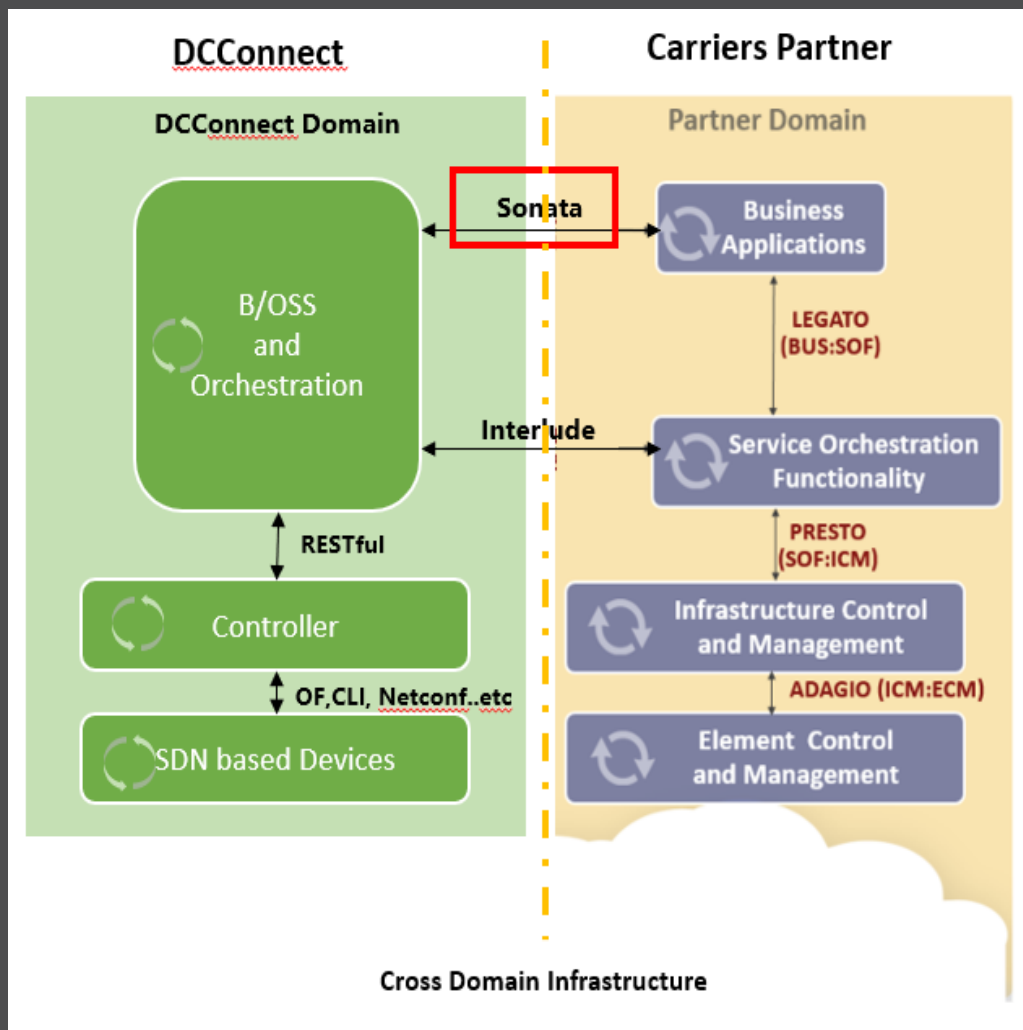 DCConnect
Carriers Partner
DCConnect Domain
Partner Domain
Sonata
Business
Applications
B/OSS
and
Orchestration
LEGATO
(BUS:SOF)
Interlude
Service Orchestration
Functionality
RESTful
PRESTO
(SOF:ICM)
Controller
Infrastructure Control
and Management
OF,CLI, Netconf..etc
ADAGIO (ICM:ECM)
SDN based Devices
Element Control
and Management
Cross Domain Infrastructure